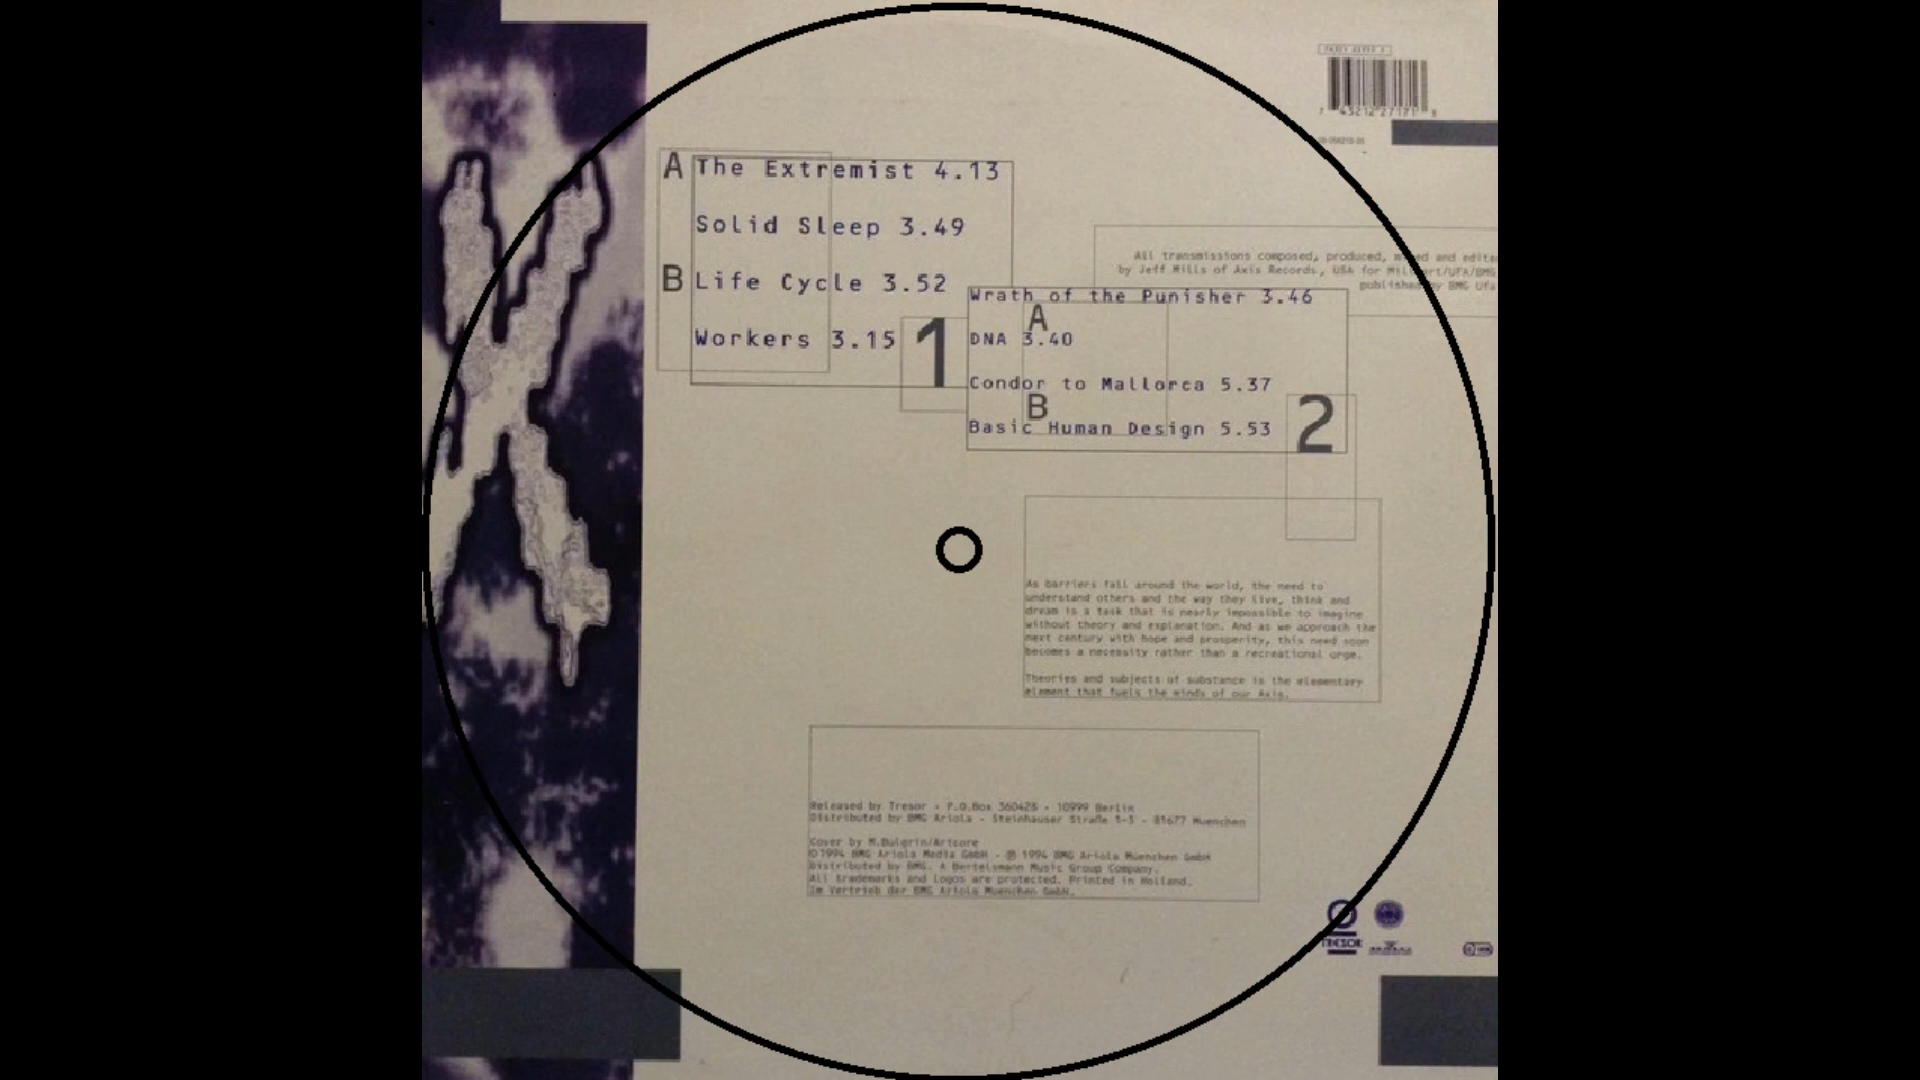 A
The Extremist 4.13
Solid Sleep 3.49
B
Life Cycle 3.52
Workers 3.15
1
All transmissions composed, produced, mixed and edited
by Jeff Mills of Axis Records, USA for Millsart/UFA/BMG
published by BMG Ufa
Wrath of the Punisher 3.46
A
DNA 3.40
Condor to Mallorca 5.37
B
Basic Human Design 5.53
2
As barriers fall around the world, the need to
understand others and the way they live, think and
dream is a task that is nearly impossible to imagine
without theory and explanation. And as we approach the
next century with hope and prosperity, this need soon
becomes a necessity rather than a recreational urge.
Theories and subjects of substance is the elementary
element that fuels the minds of our Axis.
Released by Tresor - P.O.Box 360428 - 10999 Berlin
Distributed by BMG Ariola - Steinhauser Straße 1-3 - 81677 Muenchen
Cover by M.Bulgrin/Artcore
©1994 BMG Ariola Media GmbH - ℗ 1994 BMG Ariola Muenchen GmbH
Distributed by BMG. A Bertelsmann Music Group Company.
All trademarks and logos are protected. Printed in Holland.
Im Vertrieb der BMG Ariola Muenchen GmbH.
TRESOR